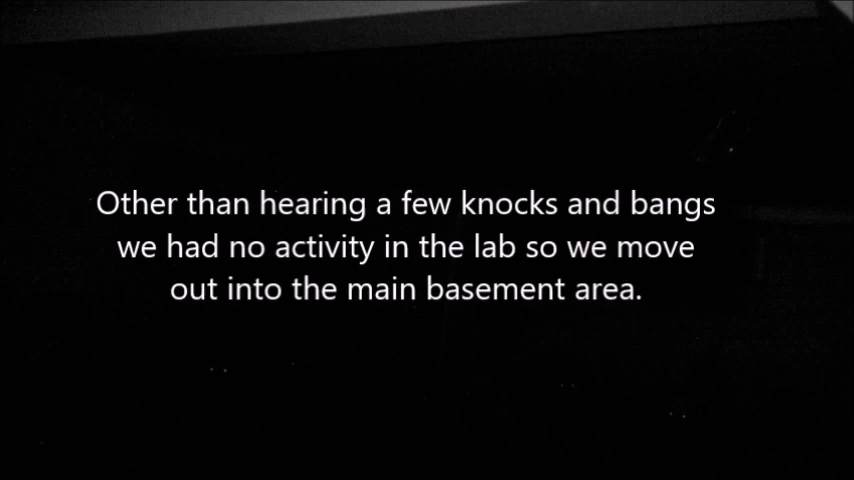 Other than hearing a few knocks and bangs
we had no activity in the lab so we move
out into the main basement area.